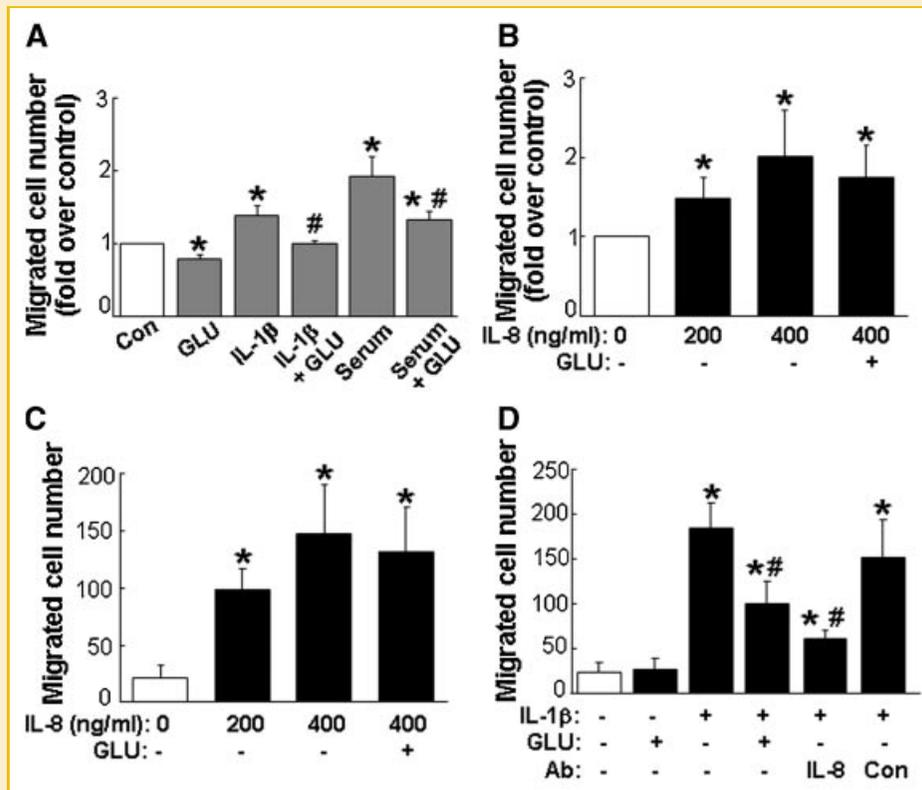 A
Migrated cell number
(fold over control)
3
2
1
0
* * # * * #
Con GLU IL-1β IL-1β + GLU Serum Serum + GLU
B
Migrated cell number
(fold over control)
3
2
1
0
* * *
IL-8 (ng/ml): 0 200 400 400
GLU: - - - +
C
Migrated cell number
200
150
100
50
0
* * *
IL-8 (ng/ml): 0 200 400 400
GLU: - - - +
D
Migrated cell number
250
200
150
100
50
0
* *# * # *
IL-1β: - - + + + +
GLU: - + - + - -
Ab: - - - - IL-8 Con